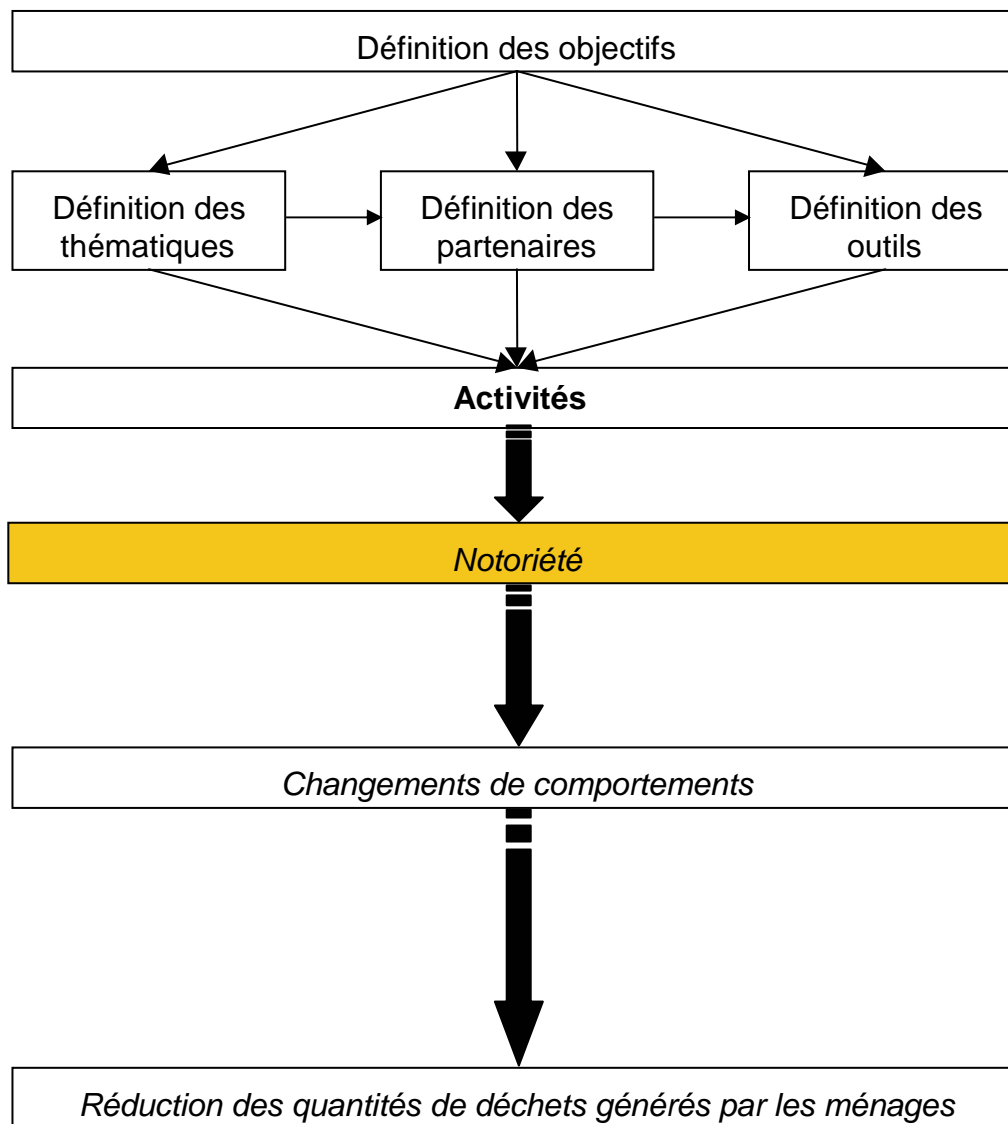 Définition des objectifs
Définition des
thématiques
Définition des
partenaires
Définition des
outils
Activités
Notoriété
Changements de comportements
Réduction des quantités de déchets générés par les ménages